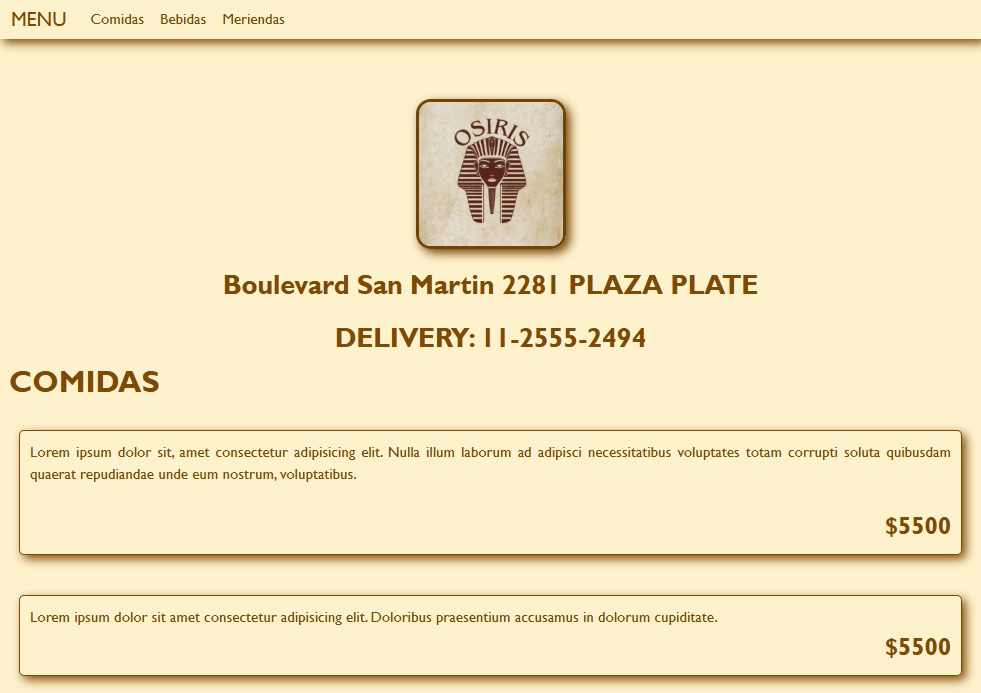 MENU Comidas Bebidas Meriendas
OSIRIS
Boulevard San Martin 2281 PLAZA PLATE
DELIVERY: 11-2555-2494
COMIDAS
Lorem ipsum dolor sit, amet consectetur adipisicing elit. Nulla illum laborum ad adipisci necessitatibus voluptates totam corrupti soluta quibusdam
quaerat repudiandae unde eum nostrum, voluptatibus.
$5500
Lorem ipsum dolor sit amet consectetur adipisicing elit. Doloribus praesentium accusamus in dolorum cupiditate.
$5500